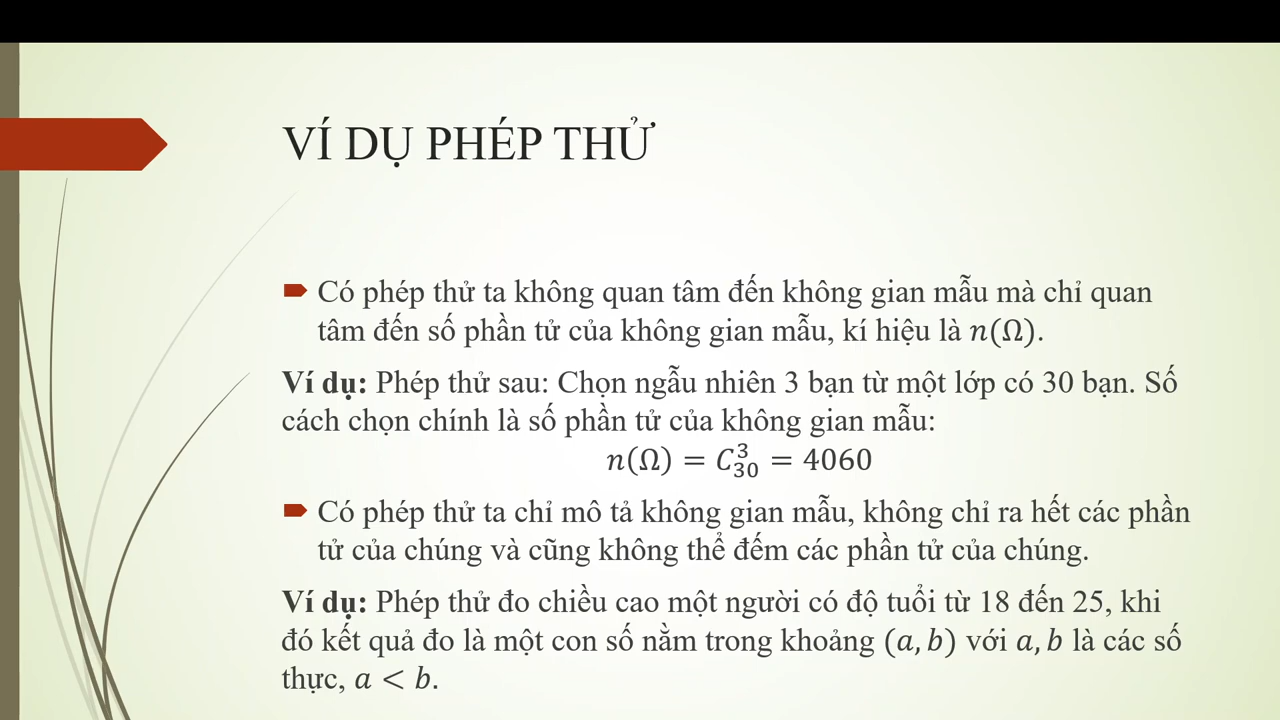 VÍ DỤ PHÉP THỬ
Có phép thử ta không quan tâm đến không gian mẫu mà chỉ quan
tâm đến số phần tử của không gian mẫu, kí hiệu là n(Ω).
Ví dụ: Phép thử sau: Chọn ngẫu nhiên 3 bạn từ một lớp có 30 bạn. Số
cách chọn chính là số phần tử của không gian mẫu:
n(Ω) = C³₃₀ = 4060
Có phép thử ta chỉ mô tả không gian mẫu, không chỉ ra hết các phần
tử của chúng và cũng không thể đếm các phần tử của chúng.
Ví dụ: Phép thử đo chiều cao một người có độ tuổi từ 18 đến 25, khi
đó kết quả đo là một con số nằm trong khoảng (a, b) với a, b là các số
thực, a < b.